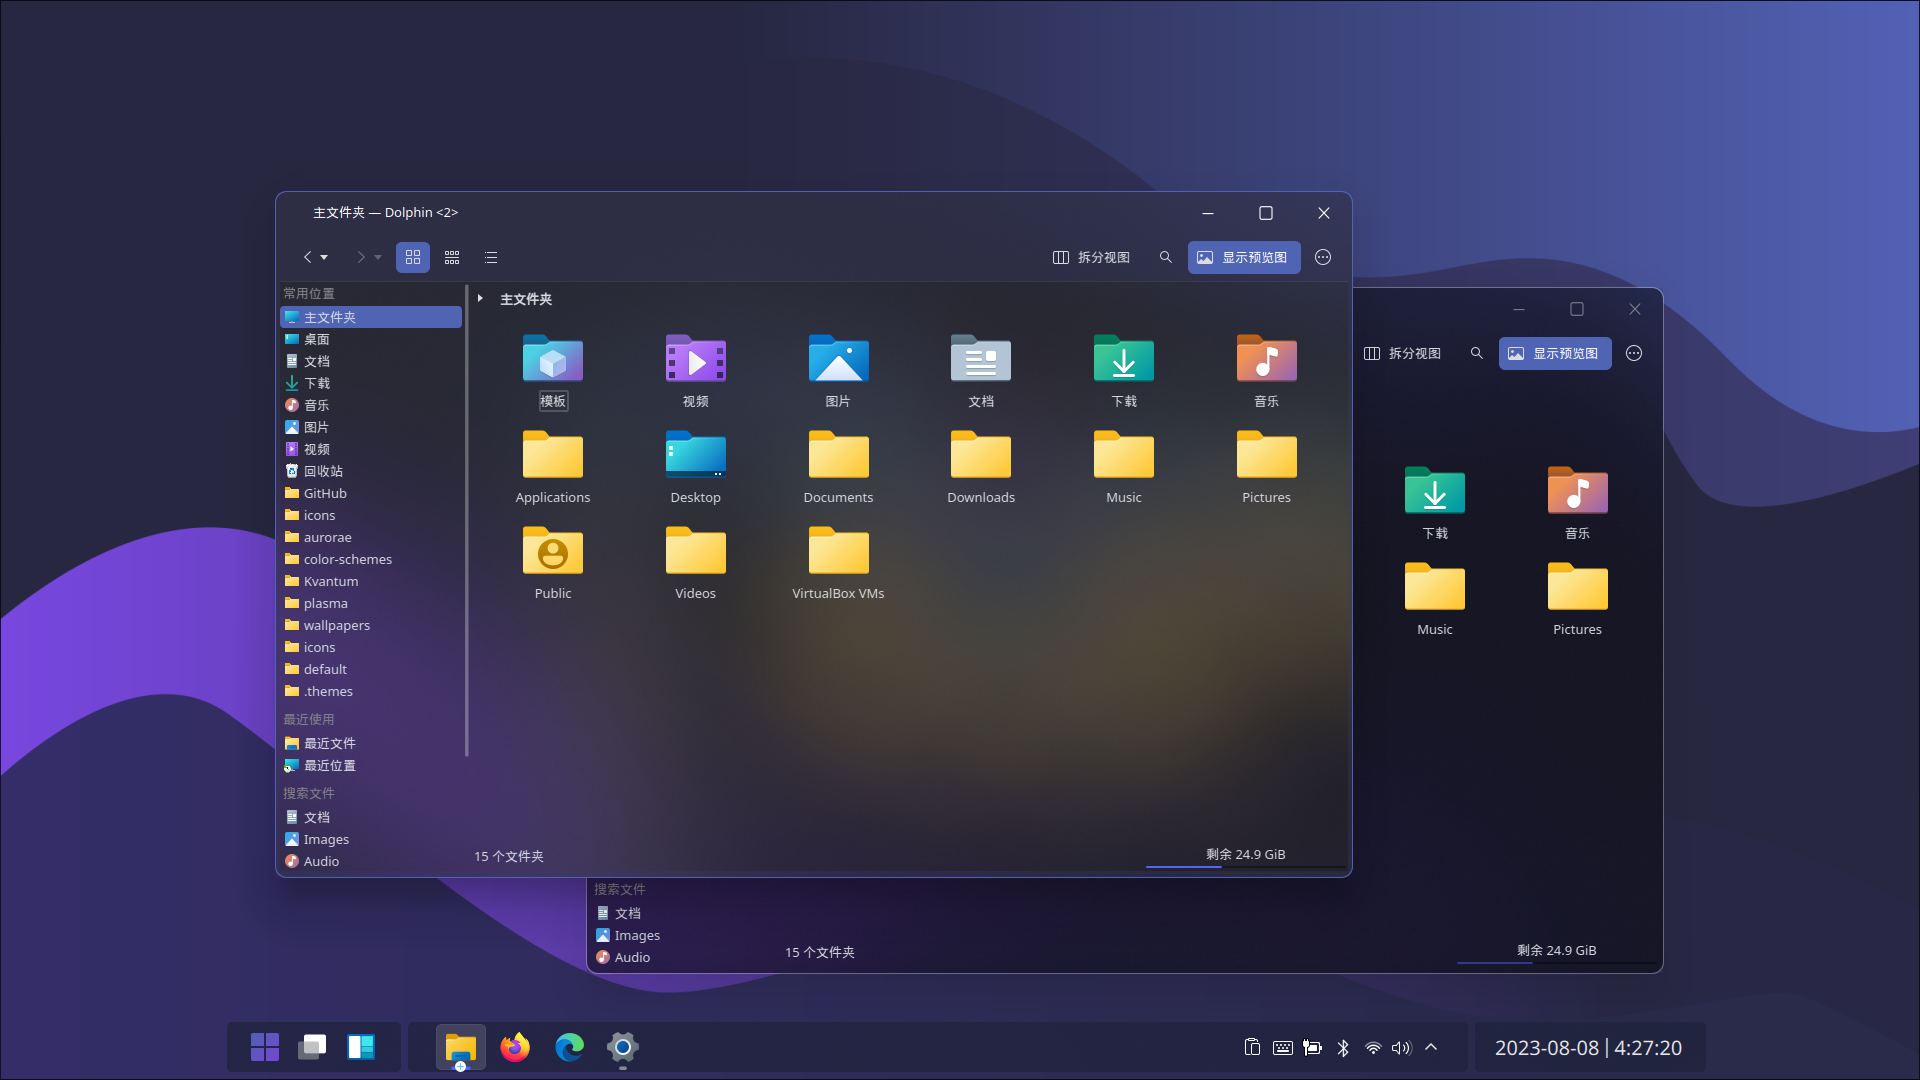 主文件夹 — Dolphin <2>
拆分视图
显示预览图
常用位置
主文件夹
桌面
文档
下载
音乐
图片
视频
回收站
GitHub
icons
aurorae
color-schemes
Kvantum
plasma
wallpapers
icons
default
.themes
最近使用
最近文件
最近位置
搜索文件
文档
Images
Audio
主文件夹
模板
视频
图片
文档
下载
音乐
Applications
Desktop
Documents
Downloads
Music
Pictures
Public
Videos
VirtualBox VMs
15 个文件夹
剩余 24.9 GiB
拆分视图
显示预览图
下载
音乐
Music
Pictures
搜索文件
文档
Images
Audio
15 个文件夹
剩余 24.9 GiB
2023-08-08 | 4:27:20